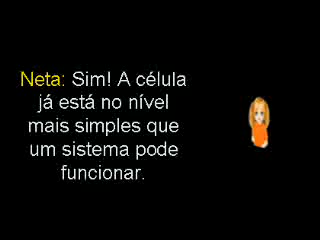 Neta: Sim! A célula
já está no nível
mais simples que
um sistema pode
funcionar.